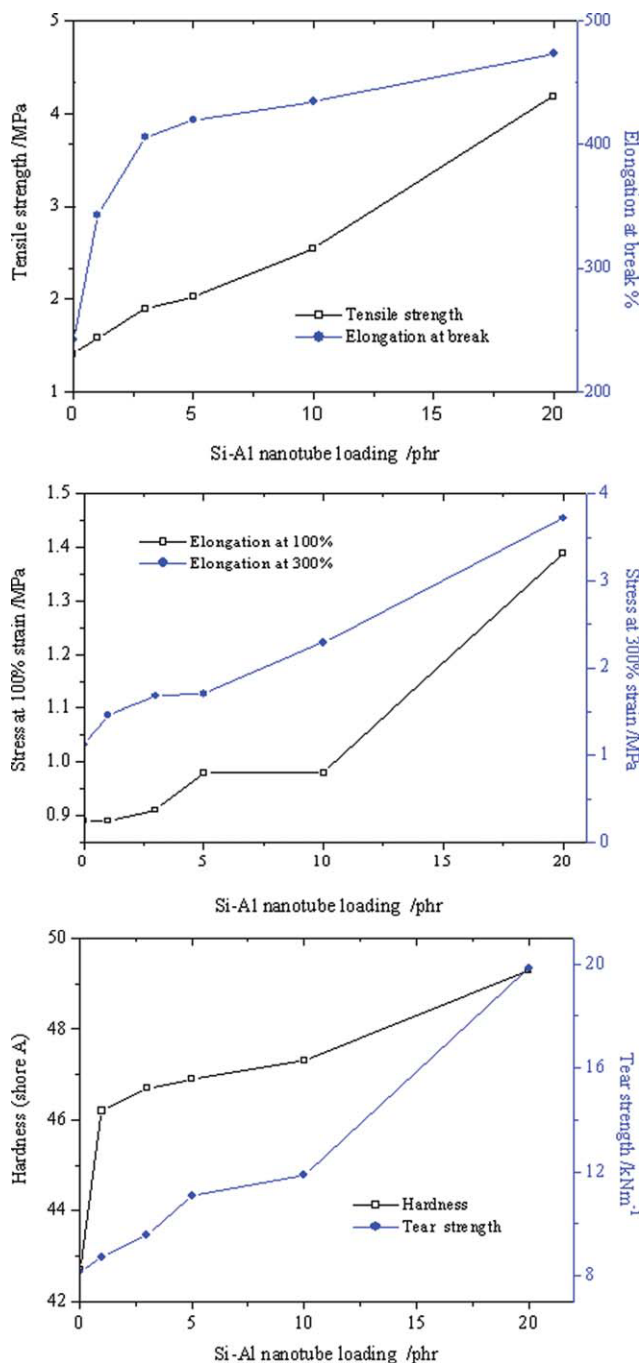 5
4
3
2
1
Tensile strength /MPa
500
400
300
200
Elongation at break %
Tensile strength
Elongation at break
0 5 10 15 20
Si-Al nanotube loading /phr
1.5
1.4
1.3
1.2
1.1
1.0
0.9
Stress at 100% strain /MPa
4
3
2
1
0
Stress at 300% strain /MPa
Elongation at 100%
Elongation at 300%
0 5 10 15 20
Si-Al nanotube loading /phr
50
48
46
44
42
Hardness (shore A)
20
16
12
8
Tear strength /kNm-1
Hardness
Tear strength
0 5 10 15 20
Si-Al nanotube loading /phr